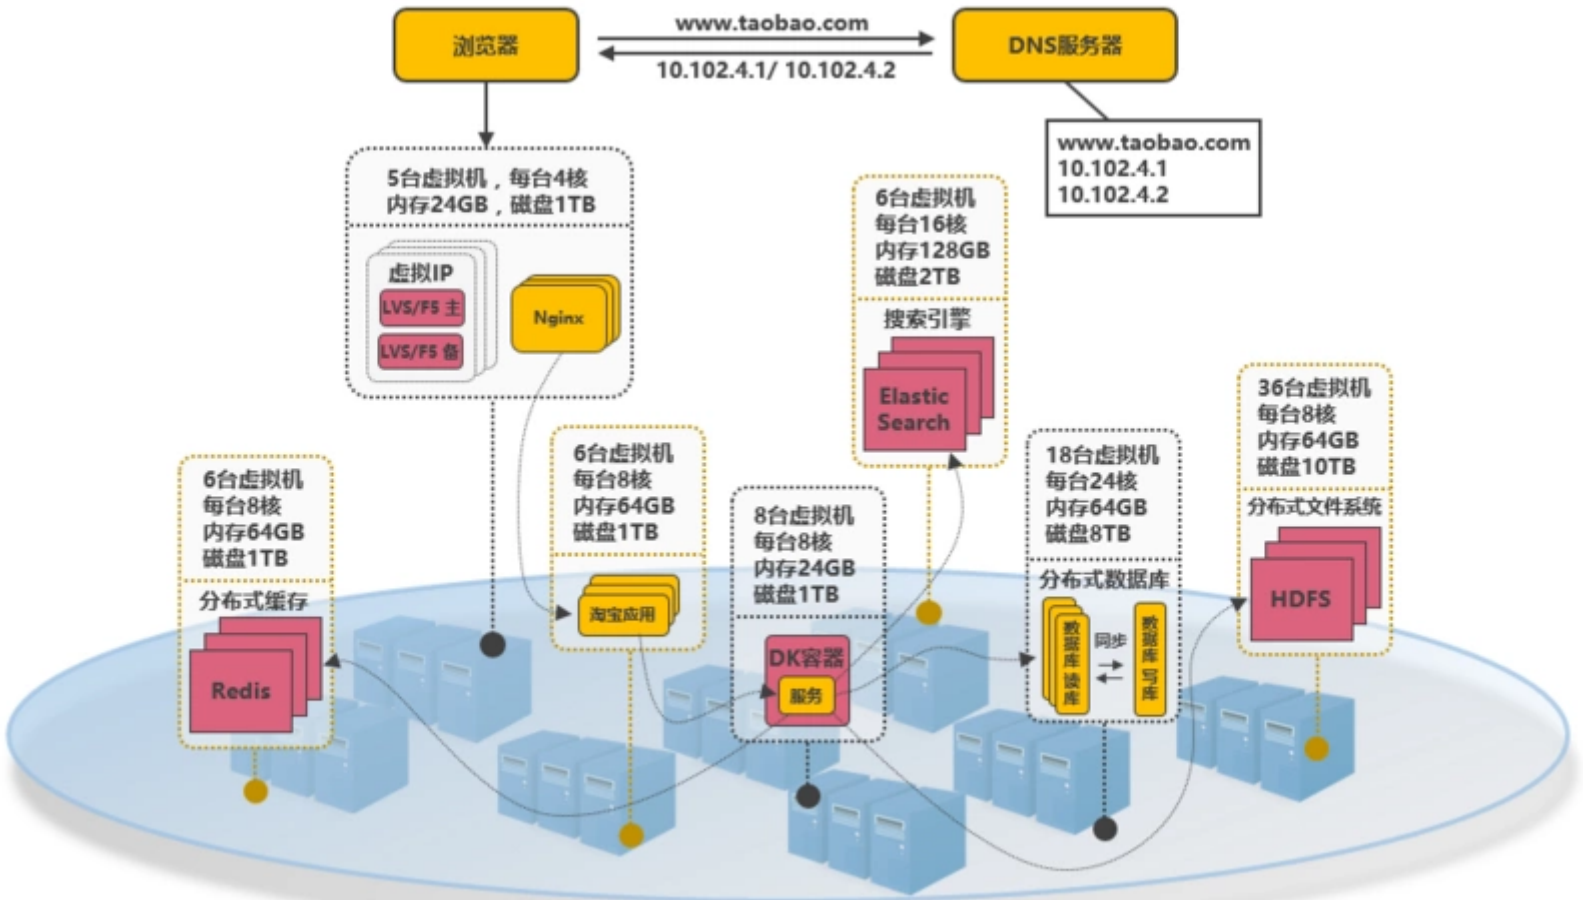 浏览器
www.taobao.com
10.102.4.1/ 10.102.4.2
DNS服务器
www.taobao.com
10.102.4.1
10.102.4.2
5台虚拟机，每台4核
内存24GB，磁盘1TB
虚拟IP
LVS/F5 主
LVS/F5 备
Nginx
6台虚拟机
每台16核
内存128GB
磁盘2TB
搜索引擎
Elastic
Search
36台虚拟机
每台8核
内存64GB
磁盘10TB
分布式文件系统
HDFS
6台虚拟机
每台8核
内存64GB
磁盘1TB
分布式缓存
Redis
6台虚拟机
每台8核
内存64GB
磁盘1TB
淘宝应用
8台虚拟机
每台8核
内存24GB
磁盘1TB
DK容器
服务
18台虚拟机
每台24核
内存64GB
磁盘8TB
分布式数据库
数据库 读库
同步
数据库 写库